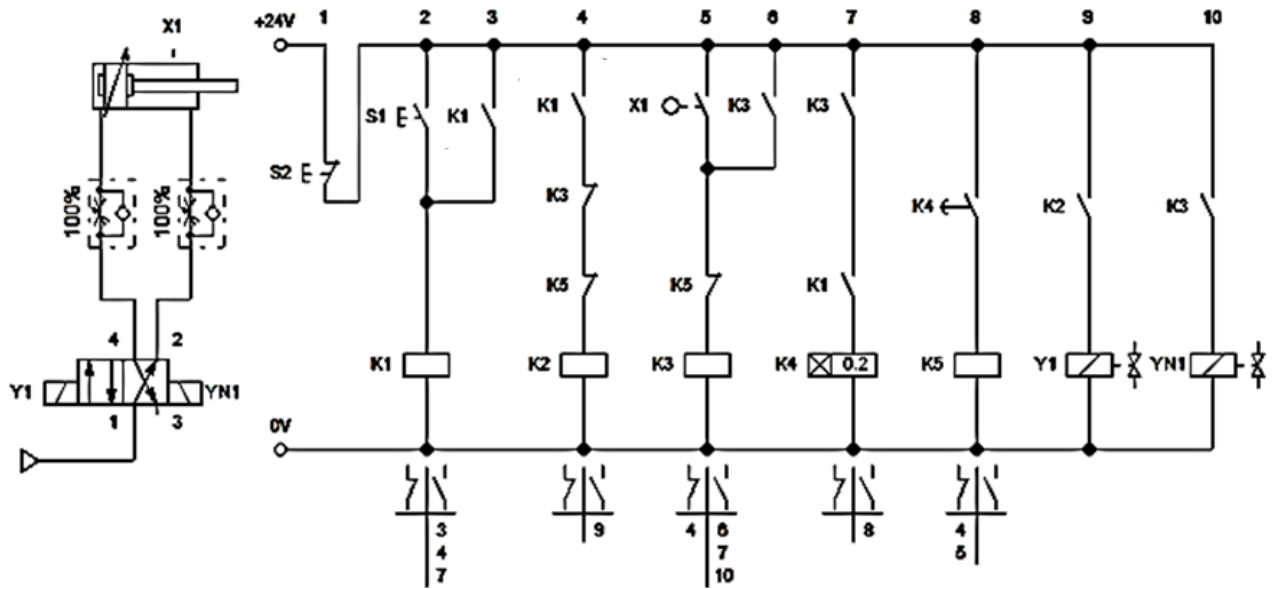 +24V 1 2 3 4 5 6 7 8 9 10
X1
S1 K1 K1 X1 K3 K3
S2 K3 K4 K2 K3
100% 100%
K5 K5 K1
4 2
K1 K2 K3 K4 0.2 K5 Y1 YN1
Y1 YN1
1 3
0V
3 9 4 6 8 4
4 7 5
7 10